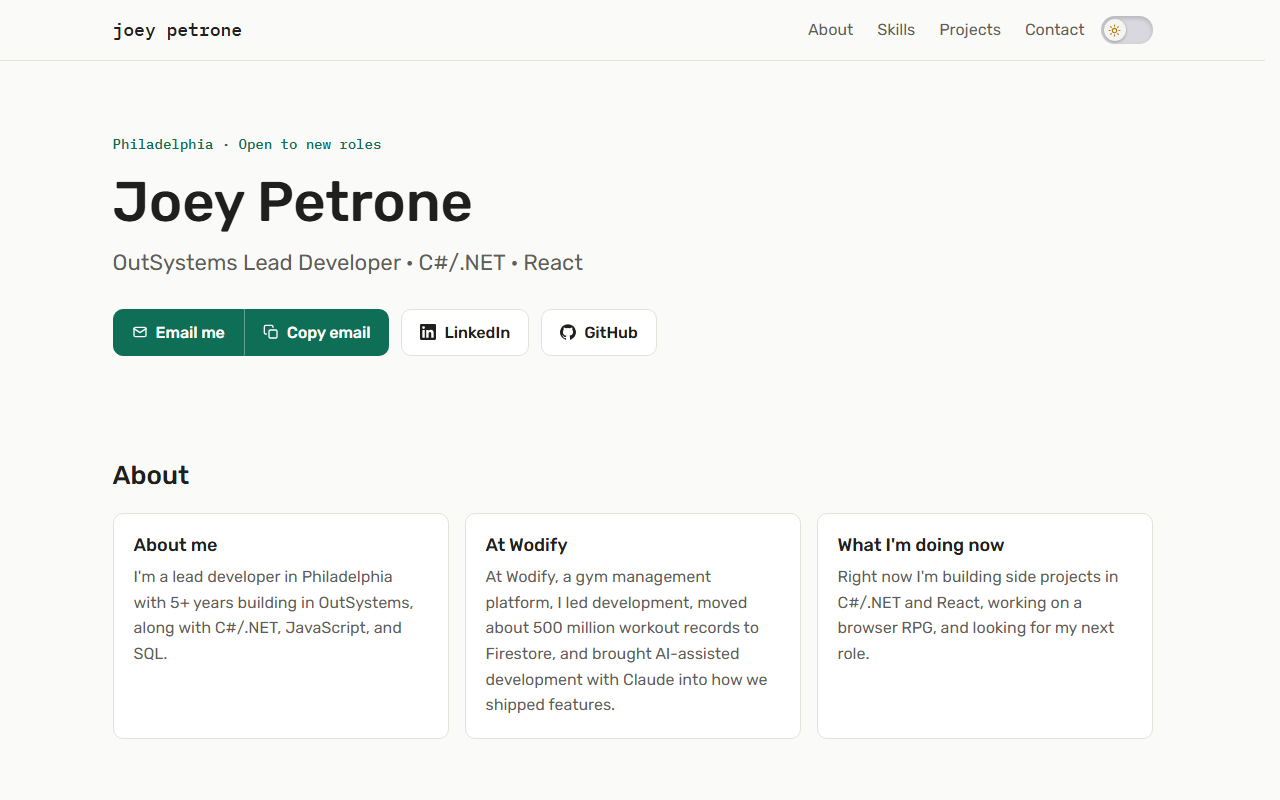 joey petrone
About Skills Projects Contact
Philadelphia · Open to new roles
Joey Petrone
OutSystems Lead Developer • C#/.NET • React
Email me Copy email LinkedIn GitHub
About
About me
I'm a lead developer in Philadelphia
with 5+ years building in OutSystems,
along with C#/.NET, JavaScript, and
SQL.
At Wodify
At Wodify, a gym management
platform, I led development, moved
about 500 million workout records to
Firestore, and brought AI-assisted
development with Claude into how we
shipped features.
What I'm doing now
Right now I'm building side projects in
C#/.NET and React, working on a
browser RPG, and looking for my next
role.